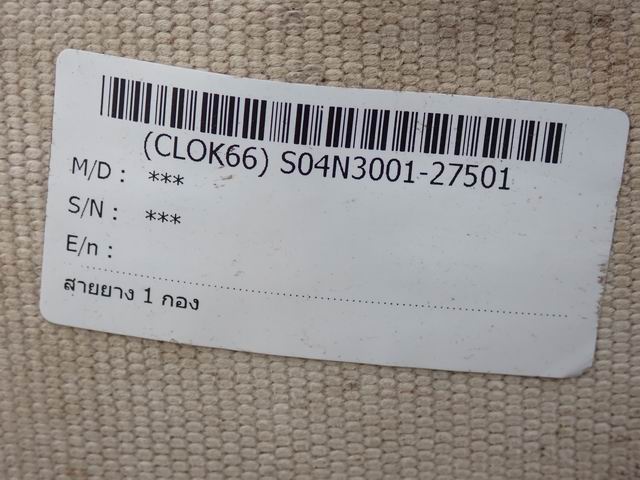 (CLOK66) S04N3001-27501
M/D : ***
S/N : ***
E/n :
สายยาง 1 กอง